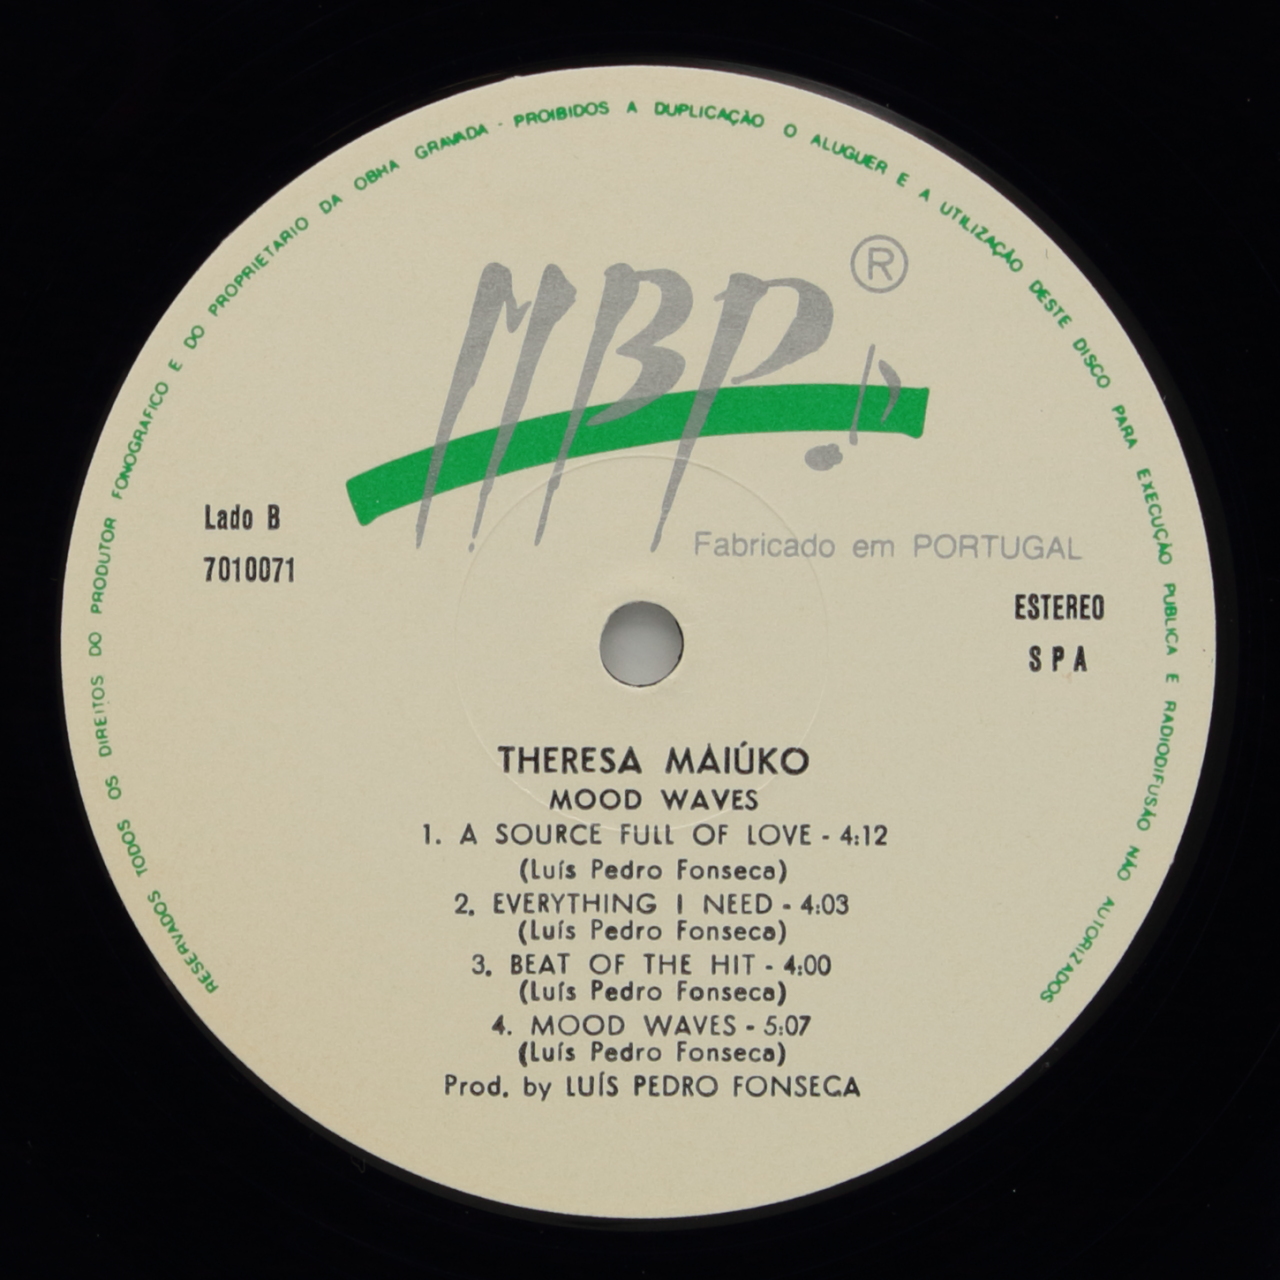 RESERVADOS TODOS OS DIREITOS DO PRODUTOR FONOGRAFICO E DO PROPRIETARIO DA OBRA GRAVADA - PROIBIDOS A DUPLICAÇÃO O ALUGUER E A UTILIZAÇÃO DESTE DISCO PARA EXECUÇÃO PUBLICA E RADIODIFUSÃO NÃO AUTORIZADOS
MBP ®
Lado B
7010071
Fabricado em PORTUGAL
ESTEREO
SPA
THERESA MAIÚKO
MOOD WAVES
1. A SOURCE FULL OF LOVE - 4:12
(Luís Pedro Fonseca)
2. EVERYTHING I NEED - 4:03
(Luís Pedro Fonseca)
3. BEAT OF THE HIT - 4:00
(Luís Pedro Fonseca)
4. MOOD WAVES - 5:07
(Luís Pedro Fonseca)
Prod. by LUÍS PEDRO FONSECA